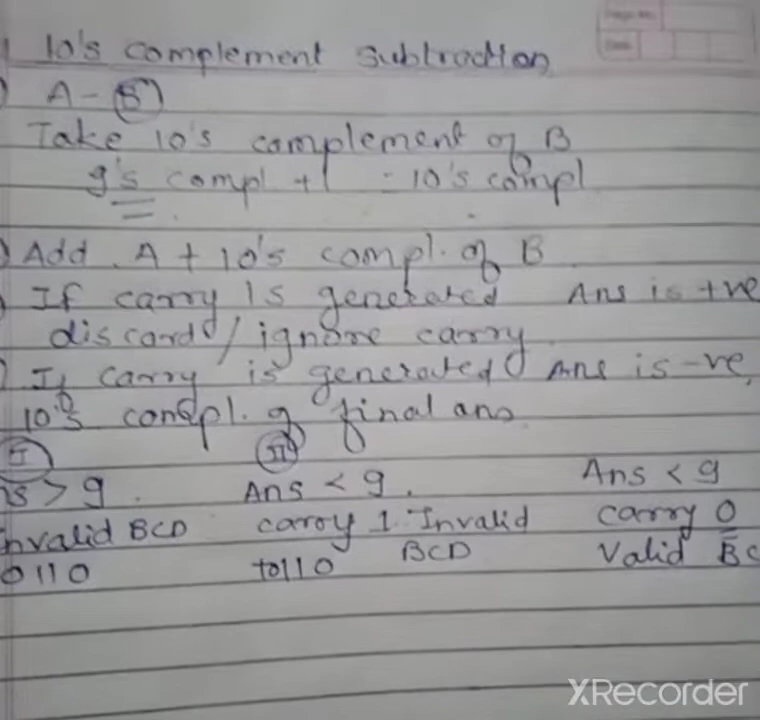 10's complement subtraction
A - B
Take 10's complement of B
9's compl + 1 - 10's compl
Add A + 10's compl. of B
If carry is generated Ans is +ve
discard / ignore carry
If carry is generated Ans is -ve,
10's compl. of final ans
I II
is > 9. Ans < 9. Ans < 9
nvalid BCD carry 1 Invalid carry 0
0110 +0110 BCD Valid BC
XRecorder